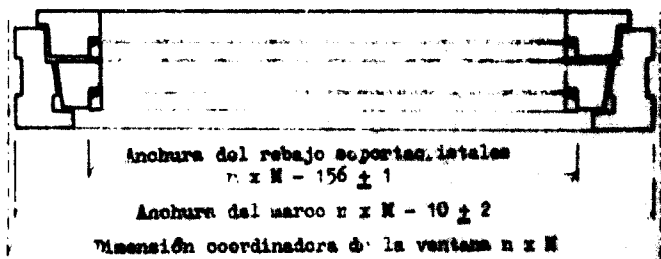 Anchura del rebajo soportacristales
n x M - 156 ± 1
Anchura del marco n x M - 10 ± 2
Dimensión coordinadora de la ventana n x M